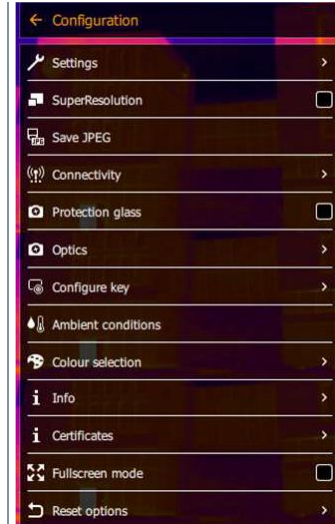 Configuration
Settings
SuperResolution
JPG
Save JPEG
Connectivity
Protection glass
Optics
Configure key
Ambient conditions
Colour selection
Info
Certificates
Fullscreen mode
Reset options